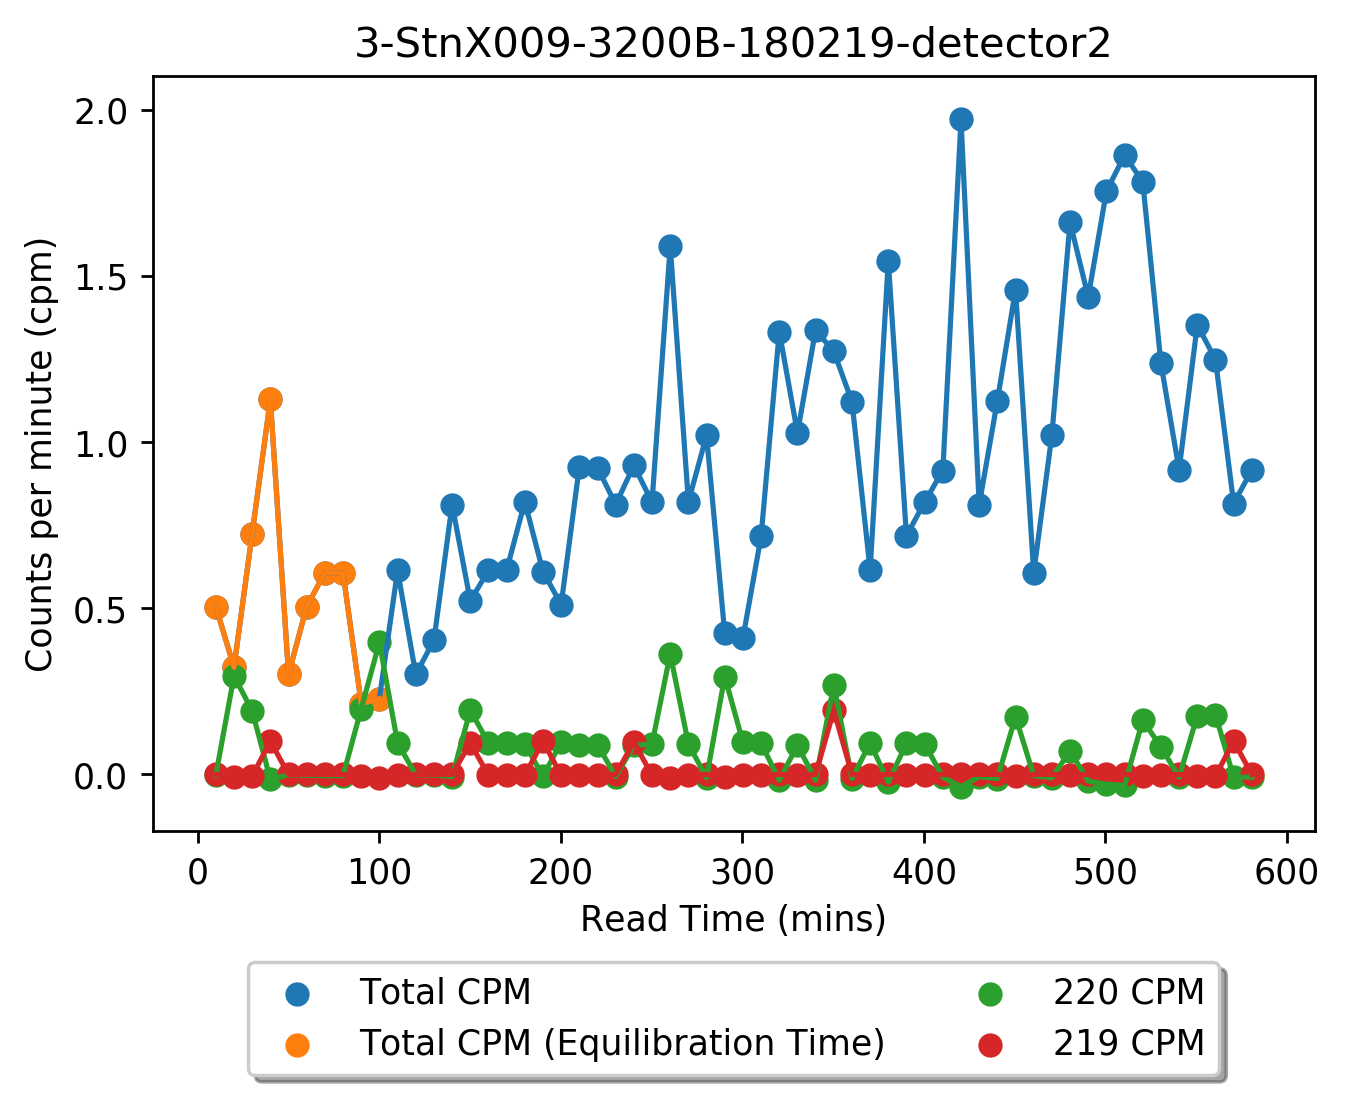 3-StnX009-3200B-180219-detector2
Counts per minute (cpm)
2.0
1.5
1.0
0.5
0.0
0 100 200 300 400 500 600
Read Time (mins)
Total CPM
Total CPM (Equilibration Time)
220 CPM
219 CPM